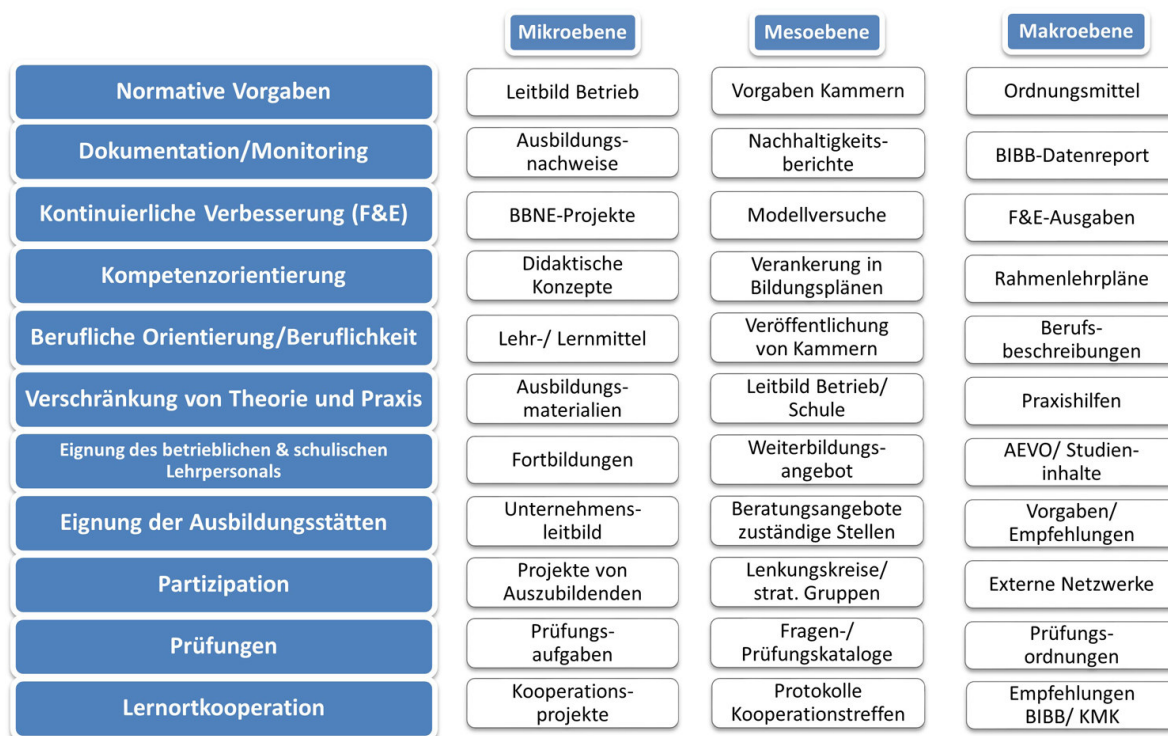 Mikroebene Mesoebene Makroebene
Normative Vorgaben Leitbild Betrieb Vorgaben Kammern Ordnungsmittel
Dokumentation/Monitoring Ausbildungs-
nachweise Nachhaltigkeits-
berichte BIBB-Datenreport
Kontinuierliche Verbesserung (F&E) BBNE-Projekte Modellversuche F&E-Ausgaben
Kompetenzorientierung Didaktische
Konzepte Verankerung in
Bildungsplänen Rahmenlehrpläne
Berufliche Orientierung/Beruflichkeit Lehr-/ Lernmittel Veröffentlichung
von Kammern Berufs-
beschreibungen
Verschränkung von Theorie und Praxis Ausbildungs-
materialien Leitbild Betrieb/
Schule Praxishilfen
Eignung des betrieblichen & schulischen
Lehrpersonals Fortbildungen Weiterbildungs-
angebot AEVO/ Studien-
inhalte
Eignung der Ausbildungsstätten Unternehmens-
leitbild Beratungsangebote
zuständige Stellen Vorgaben/
Empfehlungen
Partizipation Projekte von
Auszubildenden Lenkungskreise/
strat. Gruppen Externe Netzwerke
Prüfungen Prüfungs-
aufgaben Fragen-/
Prüfungskataloge Prüfungs-
ordnungen
Lernortkooperation Kooperations-
projekte Protokolle
Kooperationstreffen Empfehlungen
BIBB/ KMK